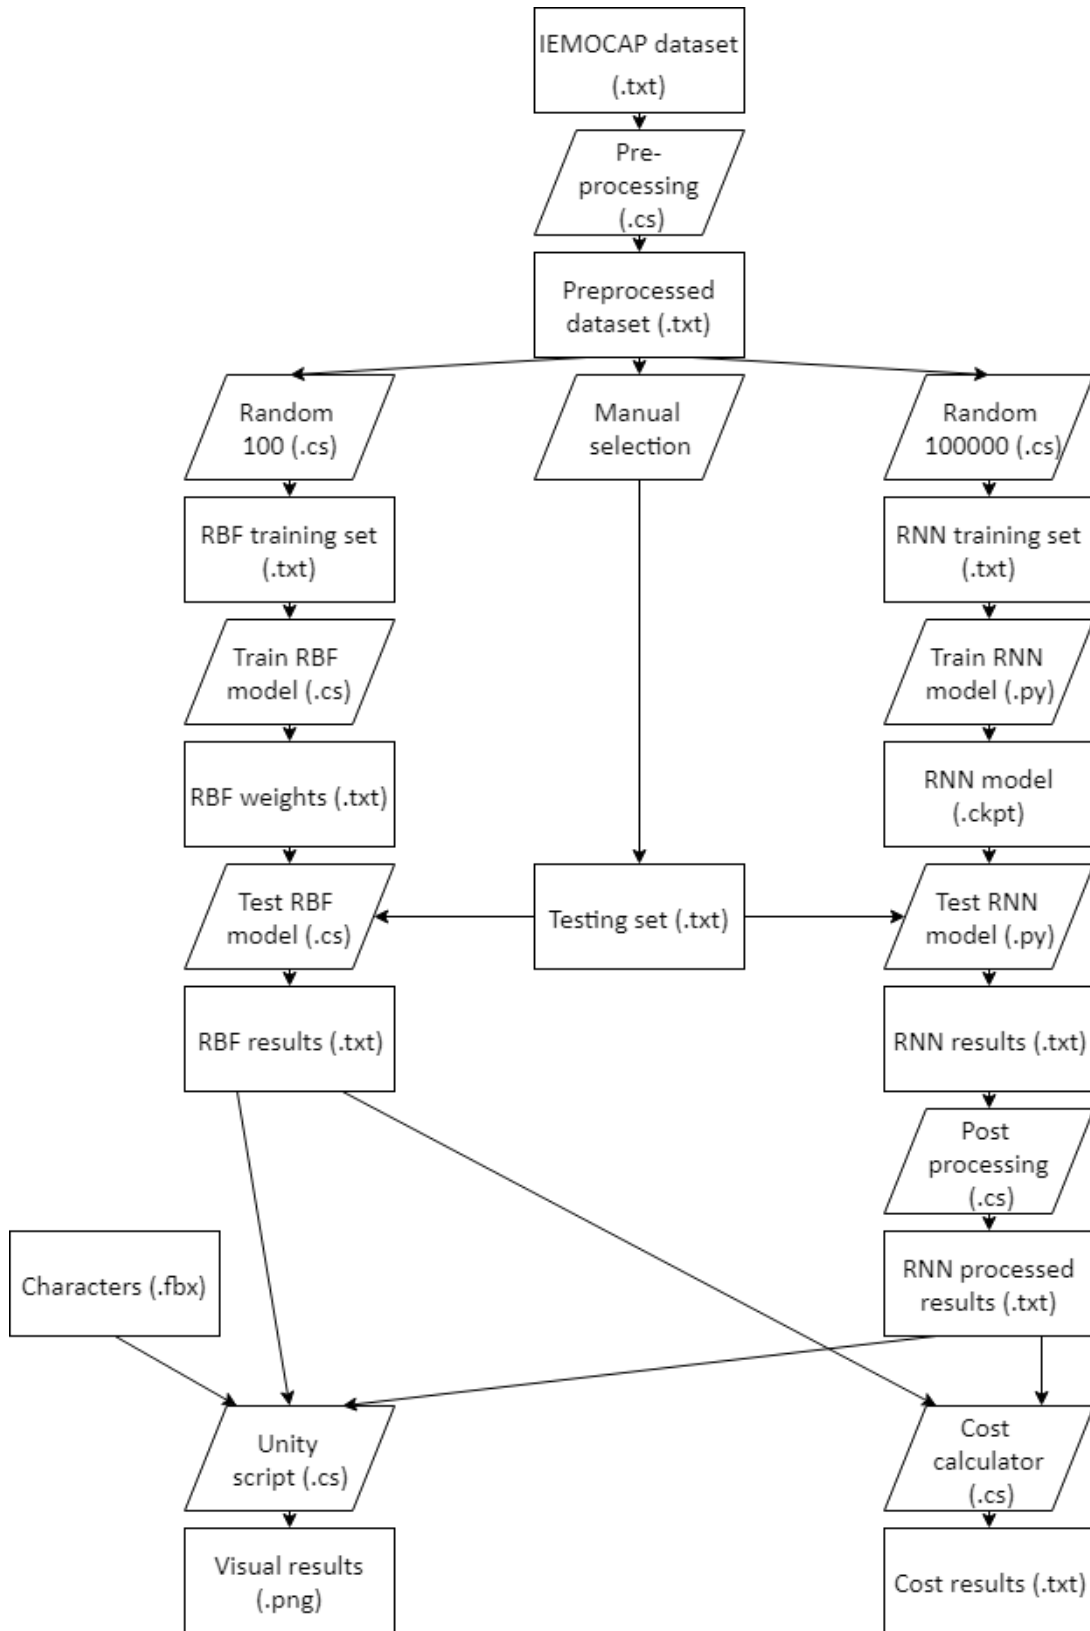 IEMOCAP dataset
(.txt)
Pre-
processing
(.cs)
Preprocessed
dataset (.txt)
Random
100 (.cs)
Manual
selection
Random
100000 (.cs)
RBF training set
(.txt)
RNN training set
(.txt)
Train RBF
model (.cs)
Train RNN
model (.py)
RBF weights (.txt)
RNN model
(.ckpt)
Test RBF
model (.cs)
Testing set (.txt)
Test RNN
model (.py)
RBF results (.txt)
RNN results (.txt)
Post
processing
(.cs)
Characters (.fbx)
RNN processed
results (.txt)
Unity
script (.cs)
Cost
calculator
(.cs)
Visual results
(.png)
Cost results (.txt)